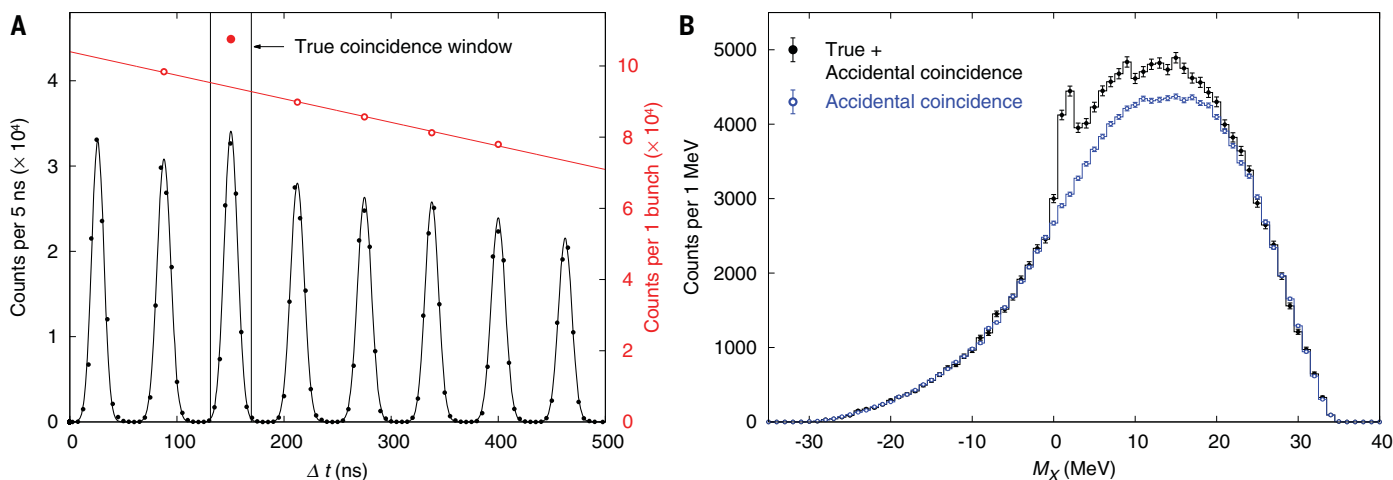 A
True coincidence window
4
3
2
1
0
Counts per 5 ns (× 10⁴)
10
8
6
4
2
0
Counts per 1 bunch (× 10⁴)
0 100 200 300 400 500
Δ t (ns)
B
True +
Accidental coincidence
Accidental coincidence
5000
4000
3000
2000
1000
0
Counts per 1 MeV
-30 -20 -10 0 10 20 30 40
M_X (MeV)